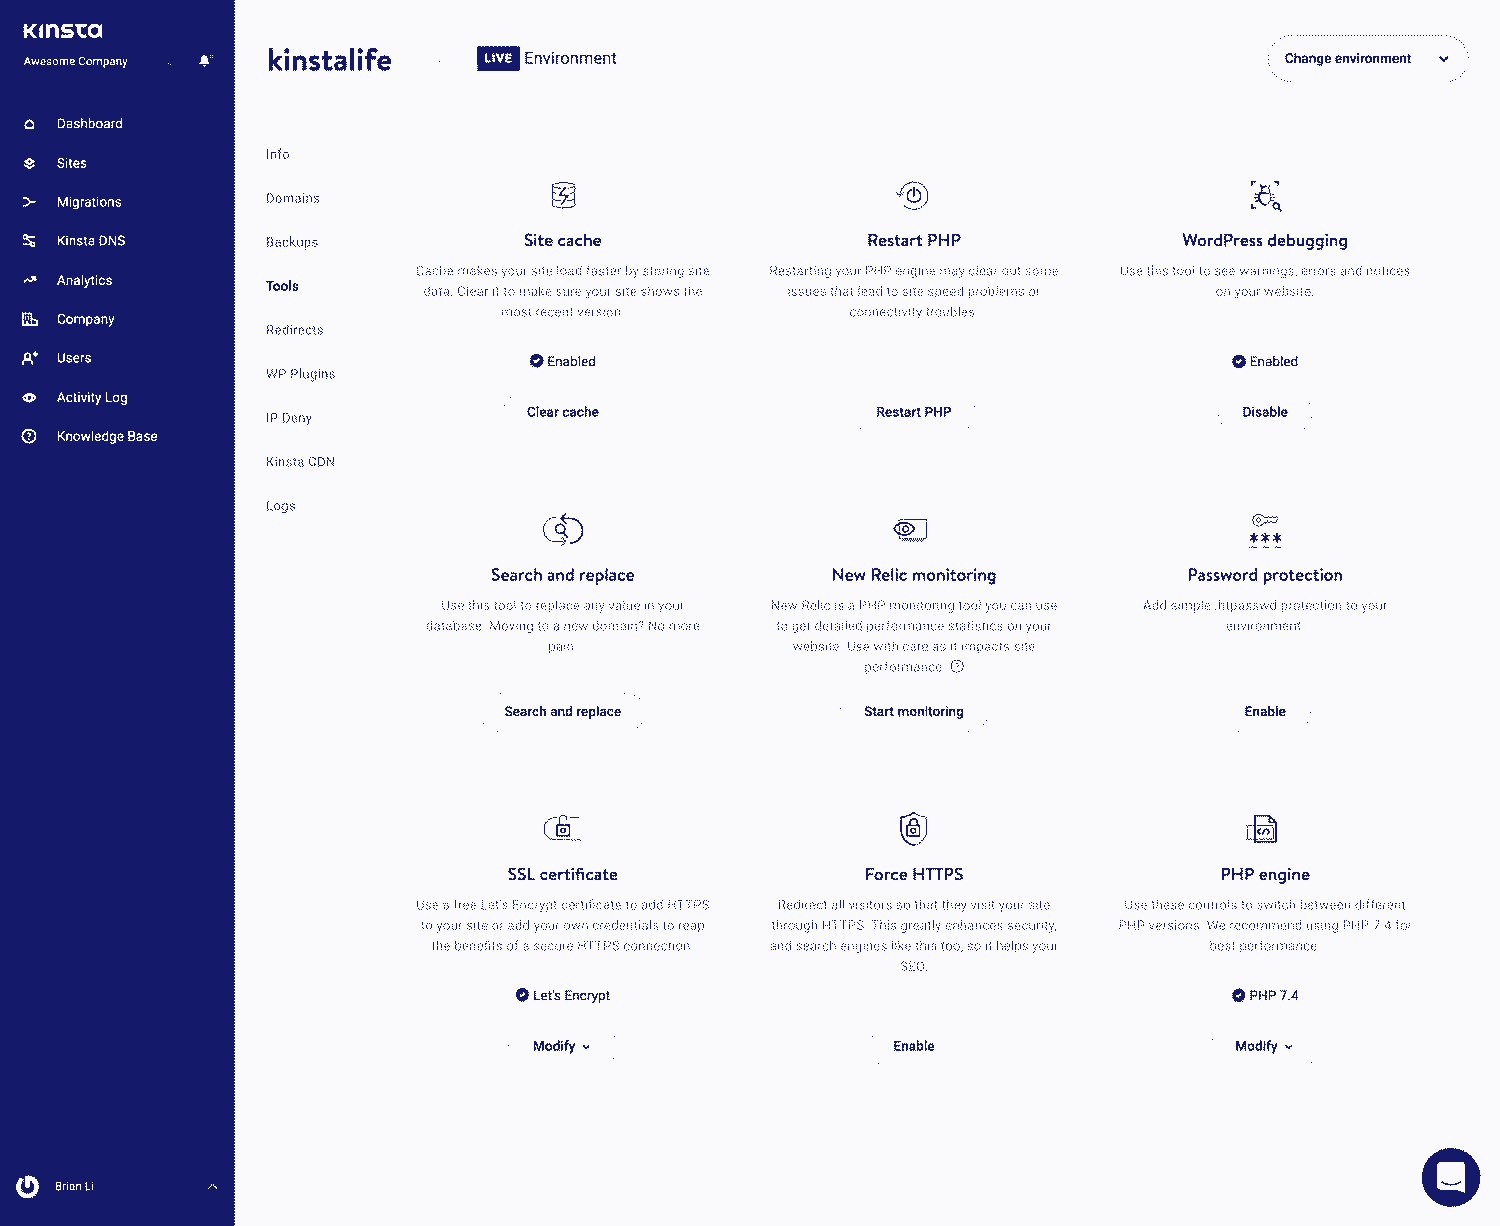 Kinsta
Awesome Company
Dashboard
Sites
Migrations
Kinsta DNS
Analytics
Company
Users
Activity Log
Knowledge Base
Brian Li
kinstalife
LIVE Environment
Change environment
Info
Domains
Backups
Tools
Redirects
WP Plugins
IP Deny
Kinsta CDN
Logs
Site cache
Cache makes your site load faster by storing site
data. Clear it to make sure your site shows the
most recent version.
Enabled
Clear cache
Restart PHP
Restarting your PHP engine may clear out some
issues that lead to site speed problems or
connectivity troubles.
Restart PHP
WordPress debugging
Use this tool to see warnings, errors and notices
on your website.
Enabled
Disable
Search and replace
Use this tool to replace any value in your
database. Moving to a new domain? No more
pain.
Search and replace
New Relic monitoring
New Relic is a PHP monitoring tool you can use
to get detailed performance statistics on your
website. Use with care as it impacts site
performance. ?
Start monitoring
Password protection
Add simple .htpasswd protection to your
environment.
Enable
SSL certificate
Use a free Let's Encrypt certificate to add HTTPS
to your site or add your own credentials to reap
the benefits of a secure HTTPS connection.
Let's Encrypt
Modify
Force HTTPS
Redirect all visitors so that they visit your site
through HTTPS. This greatly enhances security,
and search engines like this too, so it helps your
SEO.
Enable
PHP engine
Use these controls to switch between different
PHP versions. We recommend using PHP 7.4 for
best performance.
PHP 7.4
Modify